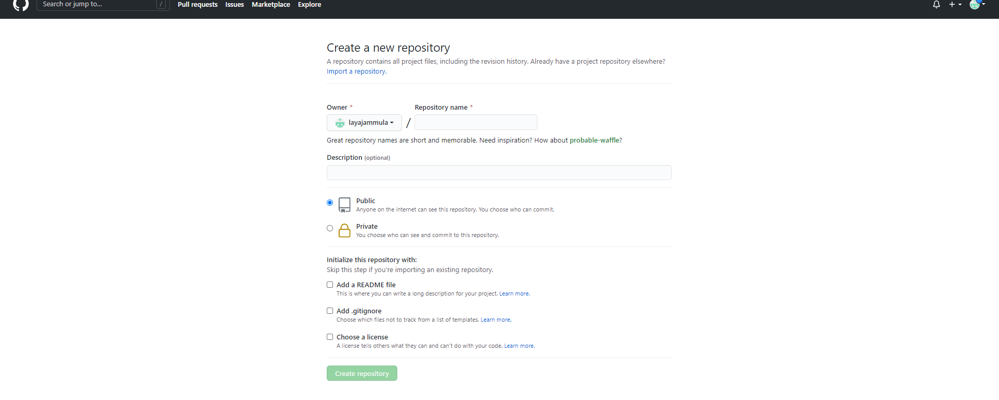 Search or jump to... /
Pull requests Issues Marketplace Explore
Create a new repository
A repository contains all project files, including the revision history. Already have a project repository elsewhere?
Import a repository.
Owner * Repository name *
layajammula /
Great repository names are short and memorable. Need inspiration? How about probable-waffle?
Description (optional)
Public
Anyone on the internet can see this repository. You choose who can commit.
Private
You choose who can see and commit to this repository.
Initialize this repository with:
Skip this step if you're importing an existing repository.
Add a README file
This is where you can write a long description for your project. Learn more.
Add .gitignore
Choose which files not to track from a list of templates. Learn more.
Choose a license
A license tells others what they can and can't do with your code. Learn more.
Create repository